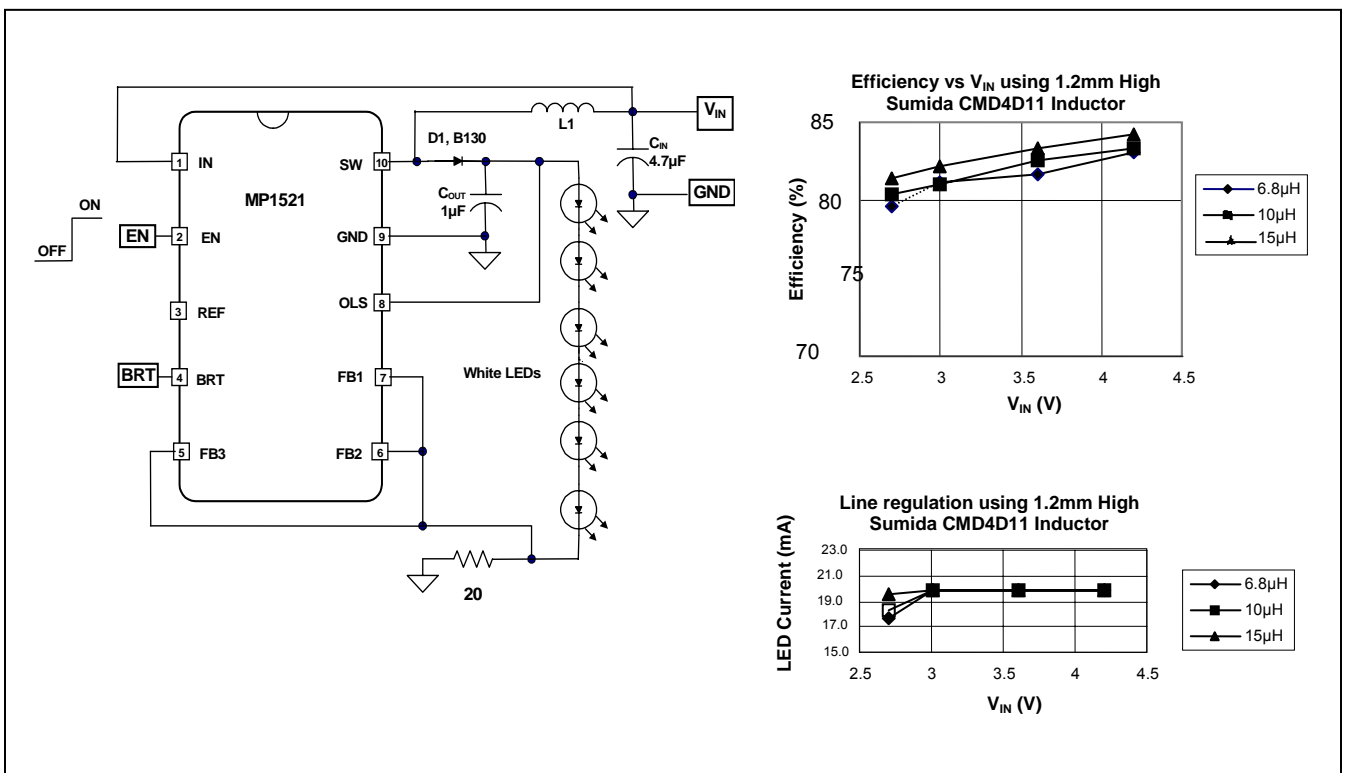 ON
OFF
EN
BRT
1 IN
2 EN
3 REF
4 BRT
5 FB3
MP1521
SW 10
GND 9
OLS 8
FB1 7
FB2 6
D1, B130
COUT
1µF
L1
VIN
CIN
4.7µF
GND
White LEDs
20
Efficiency vs VIN using 1.2mm High
Sumida CMD4D11 Inductor
Efficiency (%)
85
80
75
70
2.5 3 3.5 4 4.5
VIN (V)
6.8µH
10µH
15µH
Line regulation using 1.2mm High
Sumida CMD4D11 Inductor
LED Current (mA)
23.0
21.0
19.0
17.0
15.0
2.5 3 3.5 4 4.5
VIN (V)
6.8µH
10µH
15µH